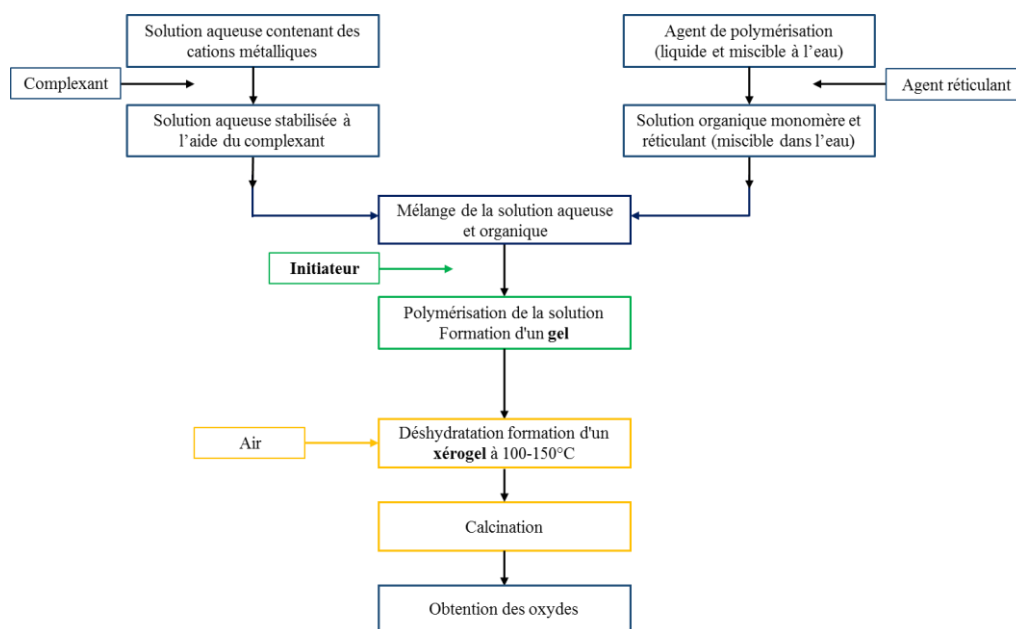 Solution aqueuse contenant des
cations métalliques
Agent de polymérisation
(liquide et miscible à l'eau)
Complexant
Agent réticulant
Solution aqueuse stabilisée à
l'aide du complexant
Solution organique monomère et
réticulant (miscible dans l'eau)
Mélange de la solution aqueuse
et organique
Initiateur
Polymérisation de la solution
Formation d'un gel
Air
Déshydratation formation d'un
xérogel à 100-150°C
Calcination
Obtention des oxydes